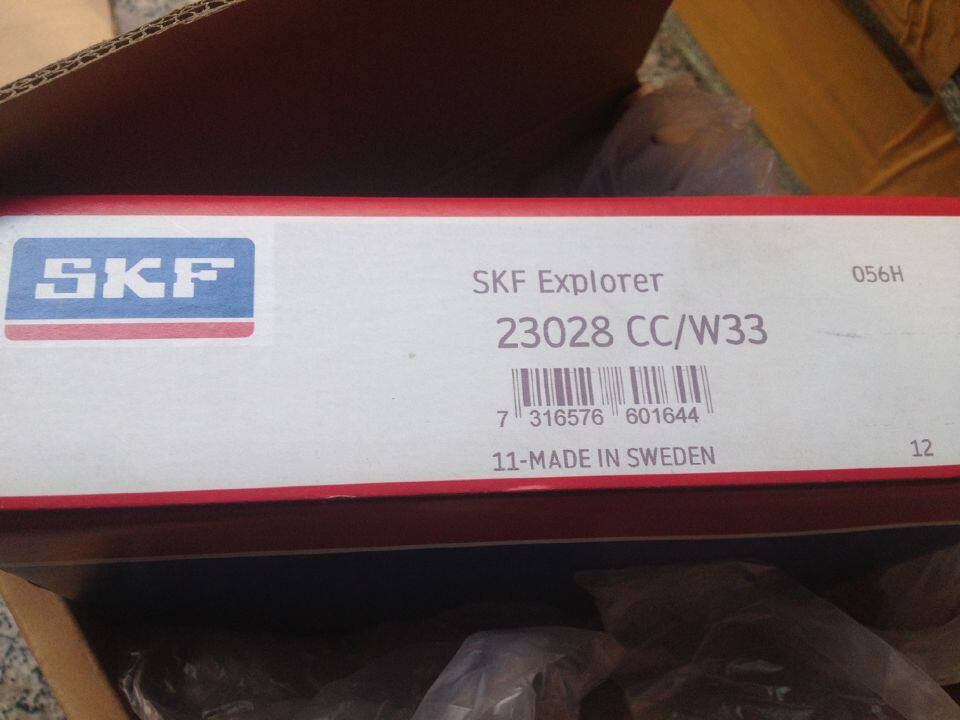 SKF
SKF Explorer
056H
23028 CC/W33
7 316576 601644
11-MADE IN SWEDEN
12